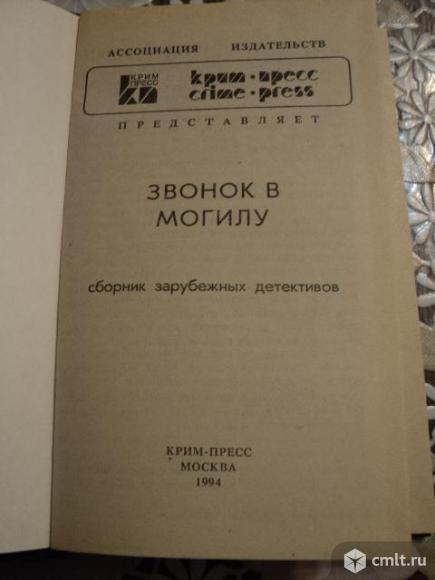 АССОЦИАЦИЯ ИЗДАТЕЛЬСТВ
КРИМ
ПРЕСС
крим·пресс
crime·press
ПРЕДСТАВЛЯЕТ
ЗВОНОК В
МОГИЛУ
сборник зарубежных детективов
КРИМ-ПРЕСС
МОСКВА
1994
cmlt.ru